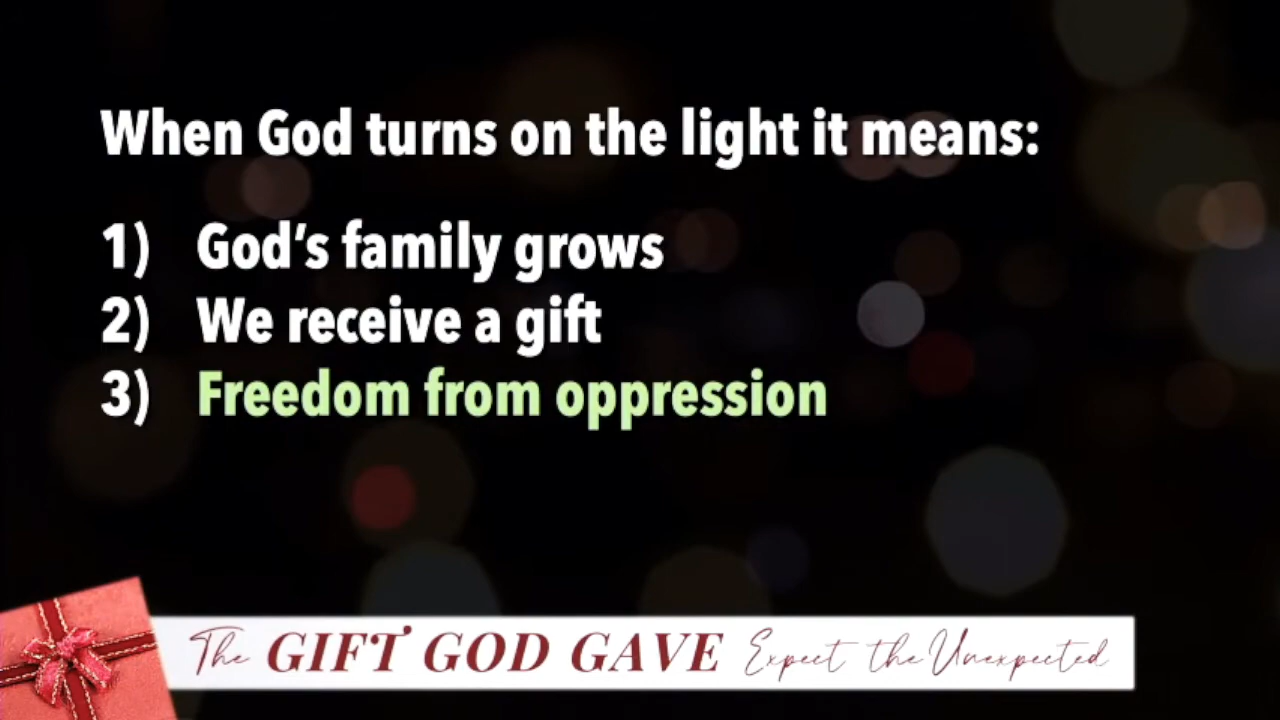 When God turns on the light it means:
1) God's family grows
2) We receive a gift
3) Freedom from oppression
The GIFT GOD GAVE Expect the Unexpected